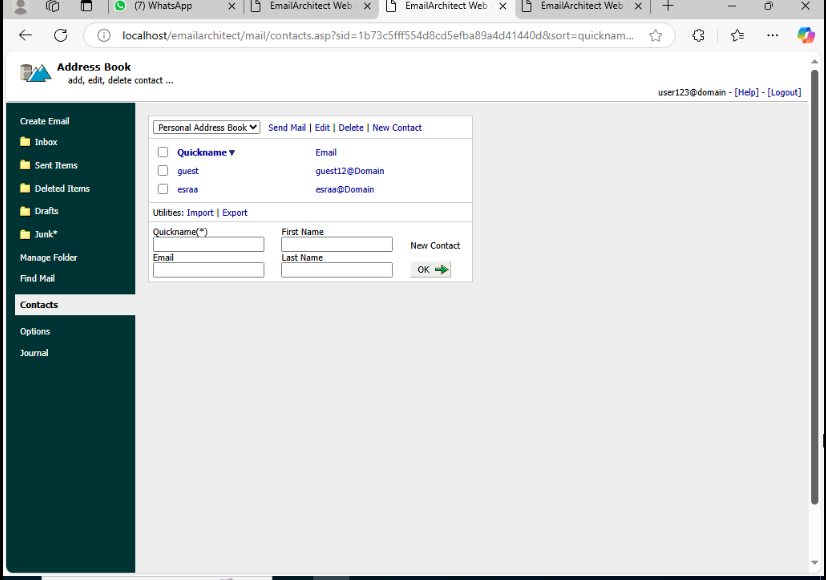 (7) WhatsApp
EmailArchitect Web
EmailArchitect Web
EmailArchitect Web
localhost/emailarchitect/mail/contacts.asp?sid=1b73c5fff554d8cd5efba89a4d41440d8&sort=quicknam...
Address Book
add, edit, delete contact ...
user123@domain - [Help] - [Logout]
Create Email
Inbox
Sent Items
Deleted Items
Drafts
Junk*
Manage Folder
Find Mail
Contacts
Options
Journal
Personal Address Book Send Mail | Edit | Delete | New Contact
Quickname Email
guest guest12@Domain
esraa esraa@Domain
Utilities: Import | Export
Quickname(*) First Name
New Contact
Email Last Name
OK